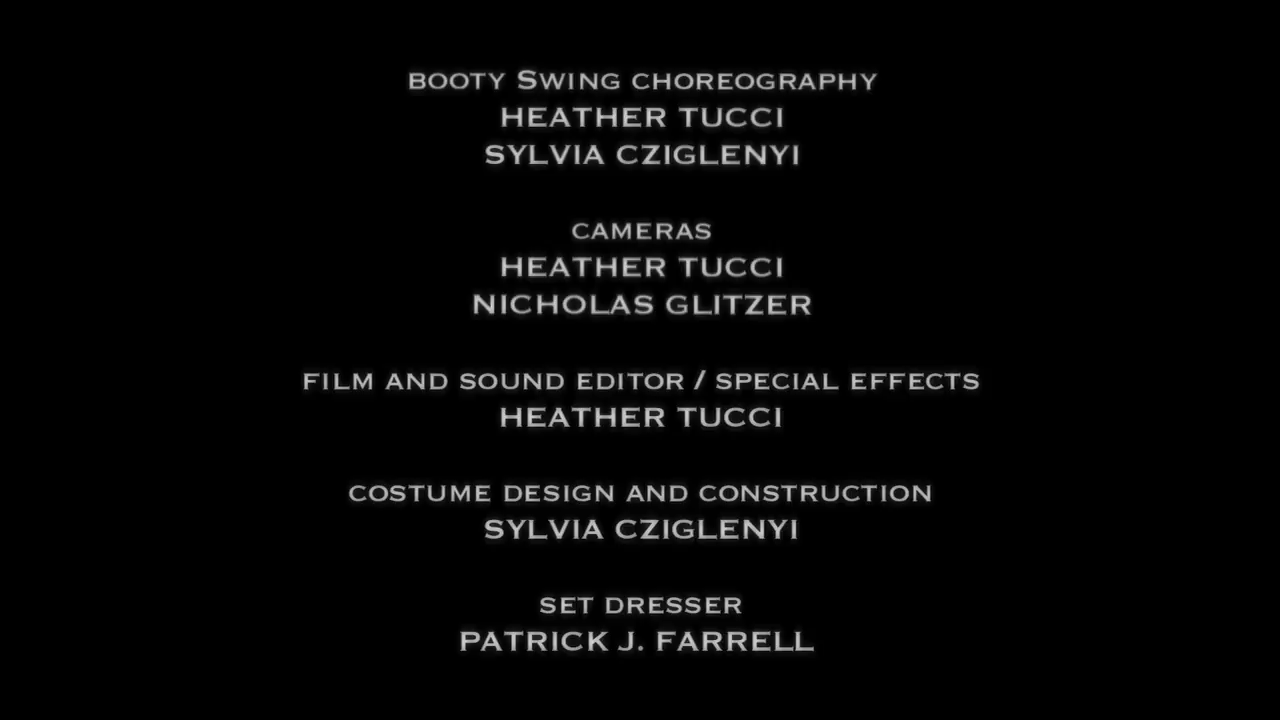 BOOTY SWING CHOREOGRAPHY
HEATHER TUCCI
SYLVIA CZIGLENYI
CAMERAS
HEATHER TUCCI
NICHOLAS GLITZER
FILM AND SOUND EDITOR / SPECIAL EFFECTS
HEATHER TUCCI
COSTUME DESIGN AND CONSTRUCTION
SYLVIA CZIGLENYI
SET DRESSER
PATRICK J. FARRELL